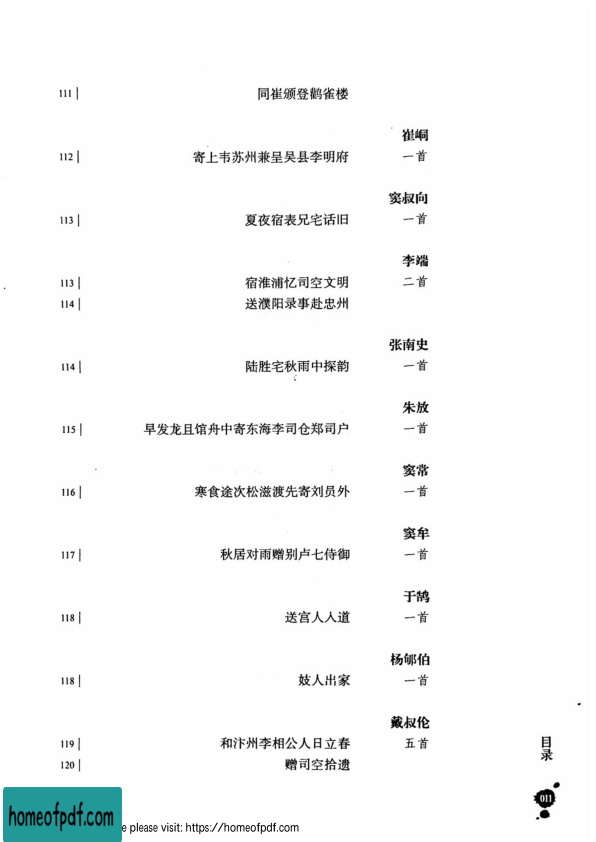 111 | 同崔颁登鹳雀楼
崔峒
112 | 寄上韦苏州兼呈吴县李明府 一首
窦叔向
113 | 夏夜宿表兄宅话旧 一首
李端
113 | 宿淮浦忆司空文明 二首
114 | 送濮阳录事赴忠州
张南史
114 | 陆胜宅秋雨中探韵 一首
朱放
115 | 早发龙且馆舟中寄东海李司仓郑司户 一首
窦常
116 | 寒食途次松滋渡先寄刘员外 一首
窦牟
117 | 秋居对雨赠别卢七侍御 一首
于鹄
118 | 送宫人人道 一首
杨郇伯
118 | 妓人出家 一首
戴叔伦
119 | 和汴州李相公人日立春 五首
120 | 赠司空拾遗
目录
011
homeofpdf.com
e please visit: https://homeofpdf.com